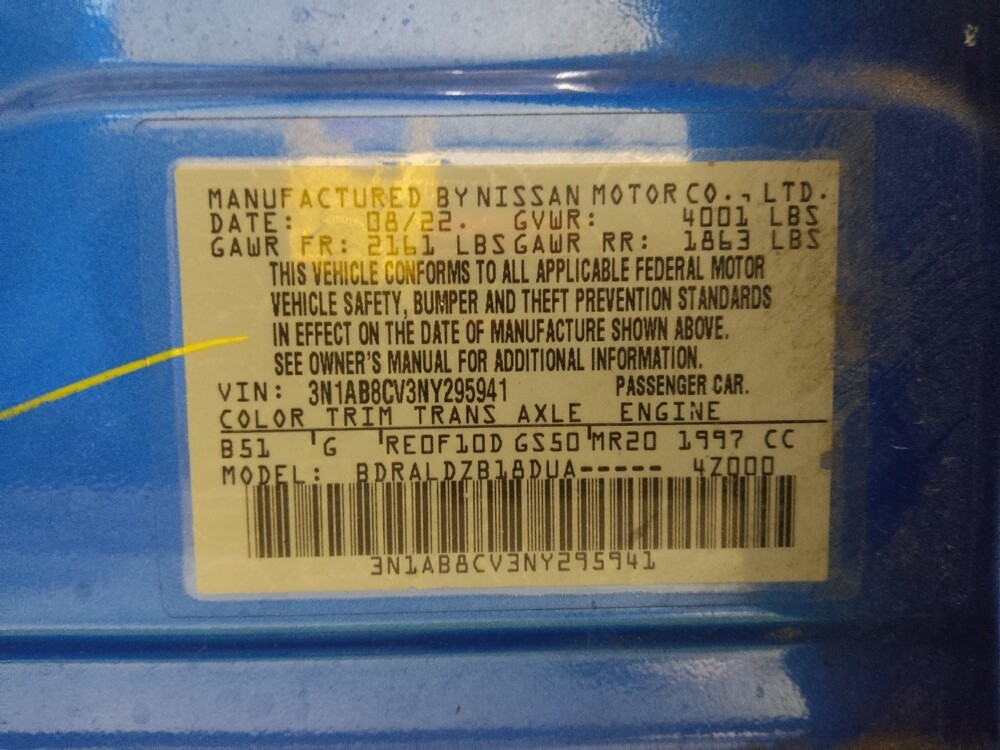 MANUFACTURED BY NISSAN MOTOR CO., LTD.
DATE: 08/22. GVWR: 4001 LBS
GAWR FR: 2161 LBS GAWR RR: 1863 LBS
THIS VEHICLE CONFORMS TO ALL APPLICABLE FEDERAL MOTOR
VEHICLE SAFETY, BUMPER AND THEFT PREVENTION STANDARDS
IN EFFECT ON THE DATE OF MANUFACTURE SHOWN ABOVE.
SEE OWNER'S MANUAL FOR ADDITIONAL INFORMATION.
VIN: 3N1AB8CV3NY295941 PASSENGER CAR.
COLOR TRIM TRANS AXLE ENGINE
B51 'G 'RE0F10D GS50'MR20 1997 CC
MODEL: BDRALDZB18DUA----- 4Z000
3N1AB8CV3NY295941